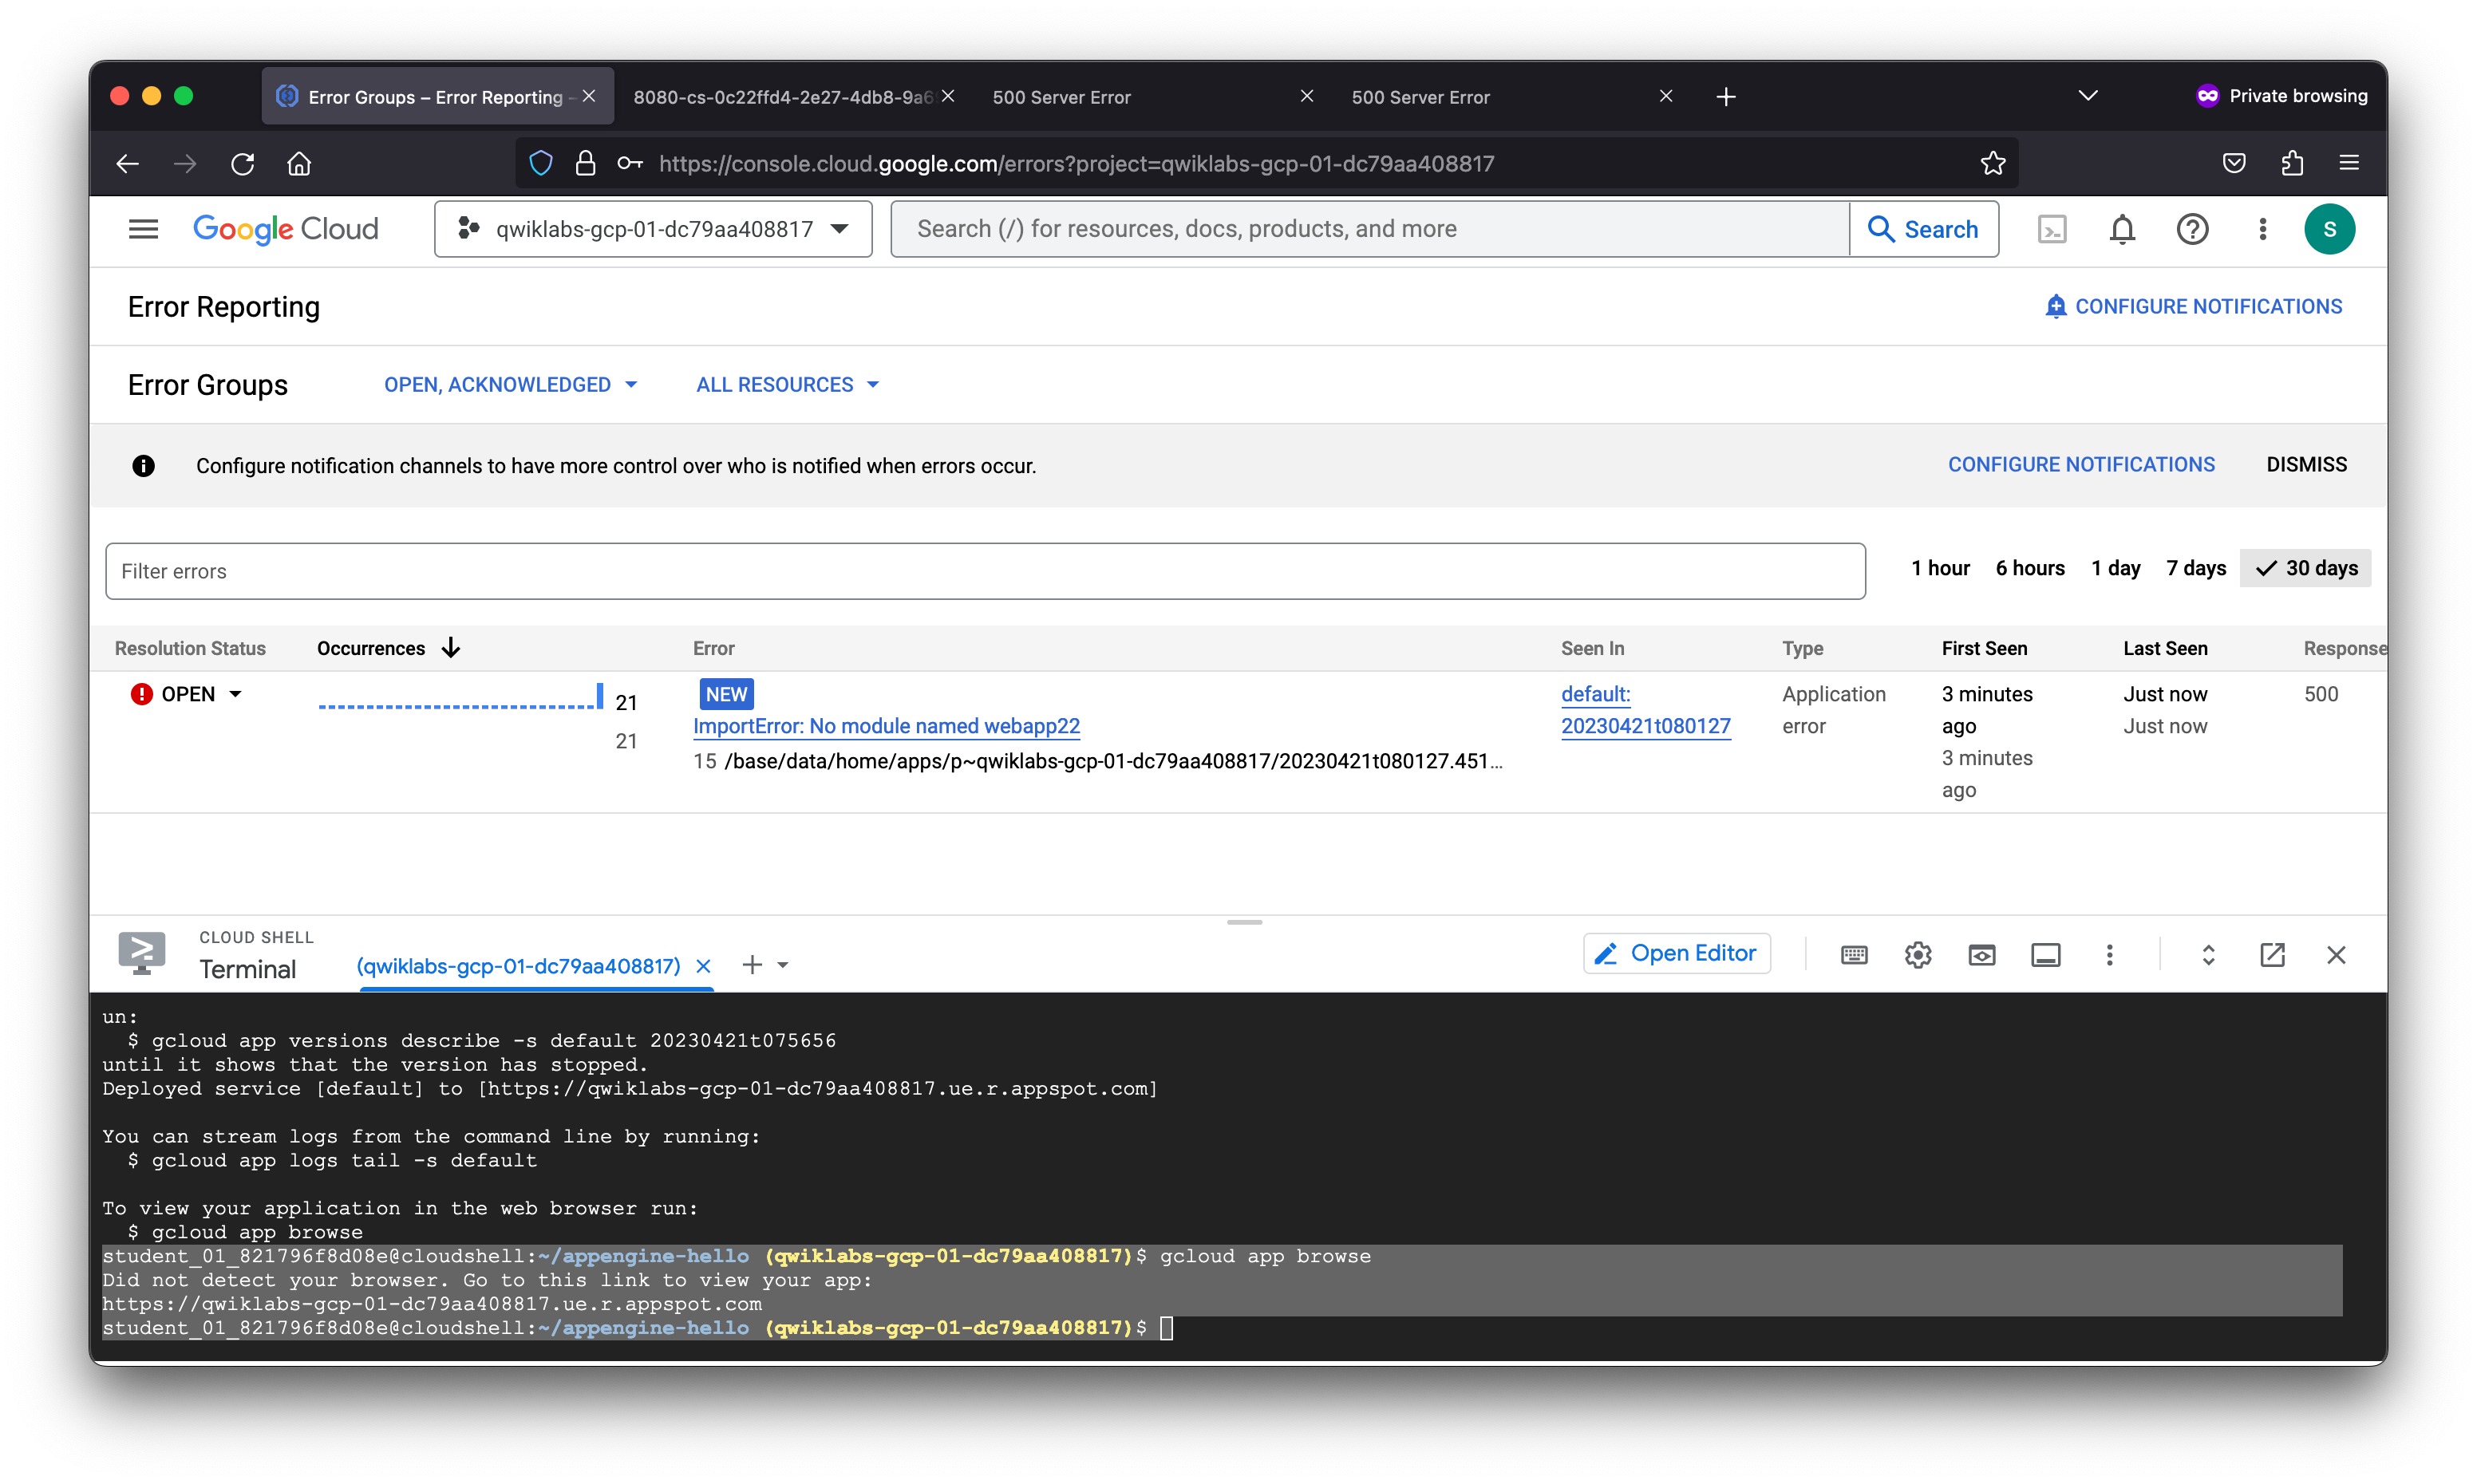 Error Groups – Error Reporting –
8080-cs-0c22ffd4-2e27-4db8-9a6
500 Server Error
500 Server Error
Private browsing
https://console.cloud.google.com/errors?project=qwiklabs-gcp-01-dc79aa408817
Google Cloud
qwiklabs-gcp-01-dc79aa408817
Search (/) for resources, docs, products, and more
Search
S
Error Reporting
CONFIGURE NOTIFICATIONS
Error Groups
OPEN, ACKNOWLEDGED
ALL RESOURCES
Configure notification channels to have more control over who is notified when errors occur.
CONFIGURE NOTIFICATIONS
DISMISS
Filter errors
1 hour
6 hours
1 day
7 days
30 days
Resolution Status
Occurrences
Error
Seen In
Type
First Seen
Last Seen
Response
OPEN
21
21
NEW
ImportError: No module named webapp22
15 /base/data/home/apps/p~qwiklabs-gcp-01-dc79aa408817/20230421t080127.451...
default:
20230421t080127
Application
error
3 minutes
ago
3 minutes
ago
Just now
Just now
500
CLOUD SHELL
Terminal
(qwiklabs-gcp-01-dc79aa408817)
Open Editor
un:
$ gcloud app versions describe -s default 20230421t075656
until it shows that the version has stopped.
Deployed service [default] to [https://qwiklabs-gcp-01-dc79aa408817.ue.r.appspot.com]
You can stream logs from the command line by running:
$ gcloud app logs tail -s default
To view your application in the web browser run:
$ gcloud app browse
student_01_821796f8d08e@cloudshell:~/appengine-hello (qwiklabs-gcp-01-dc79aa408817)$ gcloud app browse
Did not detect your browser. Go to this link to view your app:
https://qwiklabs-gcp-01-dc79aa408817.ue.r.appspot.com
student_01_821796f8d08e@cloudshell:~/appengine-hello (qwiklabs-gcp-01-dc79aa408817)$